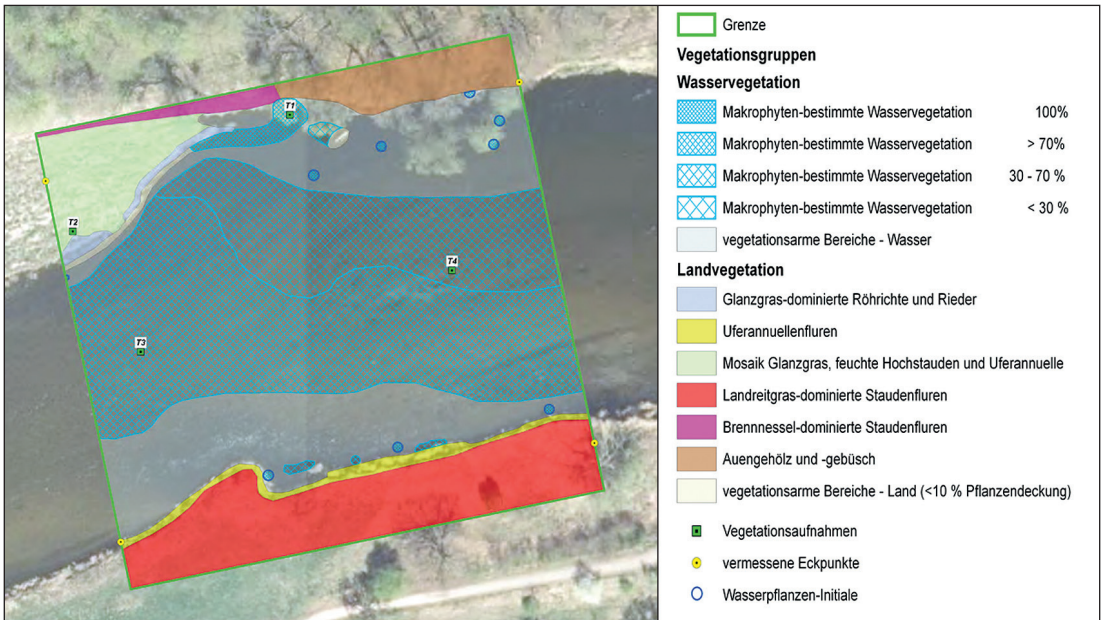 Grenze
Vegetationsgruppen
Wasservegetation
Makrophyten-bestimmte Wasservegetation 100%
Makrophyten-bestimmte Wasservegetation > 70%
Makrophyten-bestimmte Wasservegetation 30 - 70 %
Makrophyten-bestimmte Wasservegetation < 30 %
vegetationsarme Bereiche - Wasser
Landvegetation
Glanzgras-dominierte Röhrichte und Rieder
Uferannuellenfluren
Mosaik Glanzgras, feuchte Hochstauden und Uferannuelle
Landreitgras-dominierte Staudenfluren
Brennnessel-dominierte Staudenfluren
Auengehölz und -gebüsch
vegetationsarme Bereiche - Land (<10 % Pflanzendeckung)
Vegetationsaufnahmen
vermessene Eckpunkte
Wasserpflanzen-Initiale
T1
T2
T4
T3